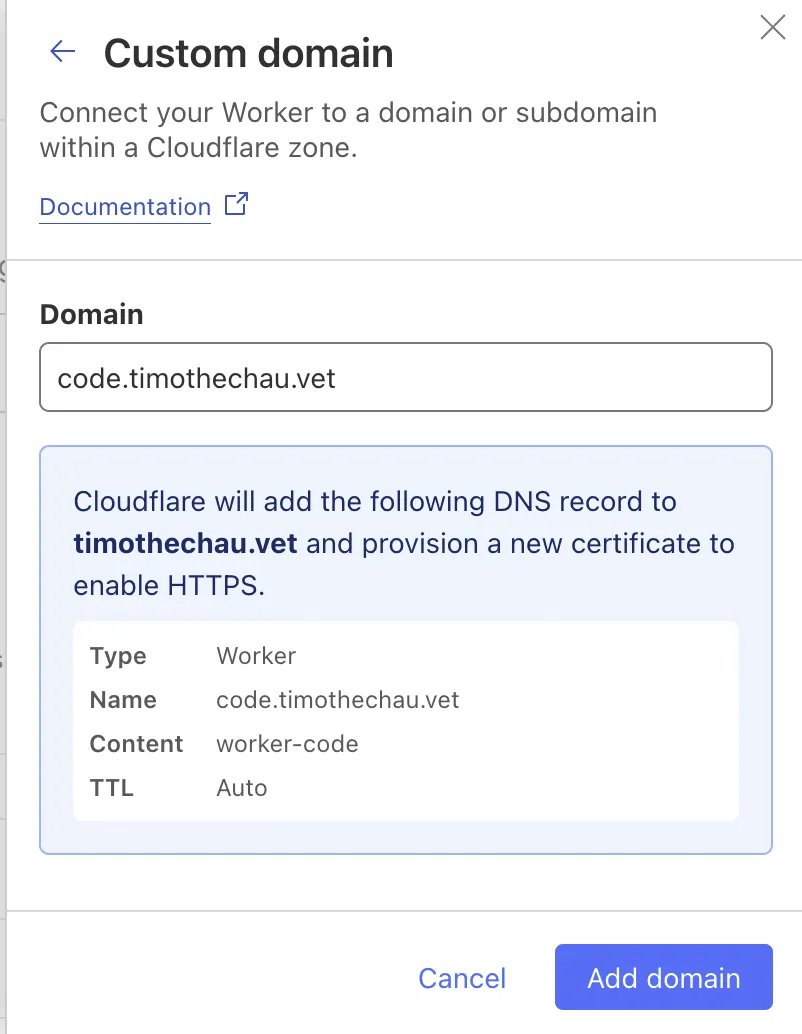 Custom domain
Connect your Worker to a domain or subdomain
within a Cloudflare zone.
Documentation
Domain
code.timothechau.vet
Cloudflare will add the following DNS record to
timothechau.vet and provision a new certificate to
enable HTTPS.
Type Worker
Name code.timothechau.vet
Content worker-code
TTL Auto
Cancel Add domain